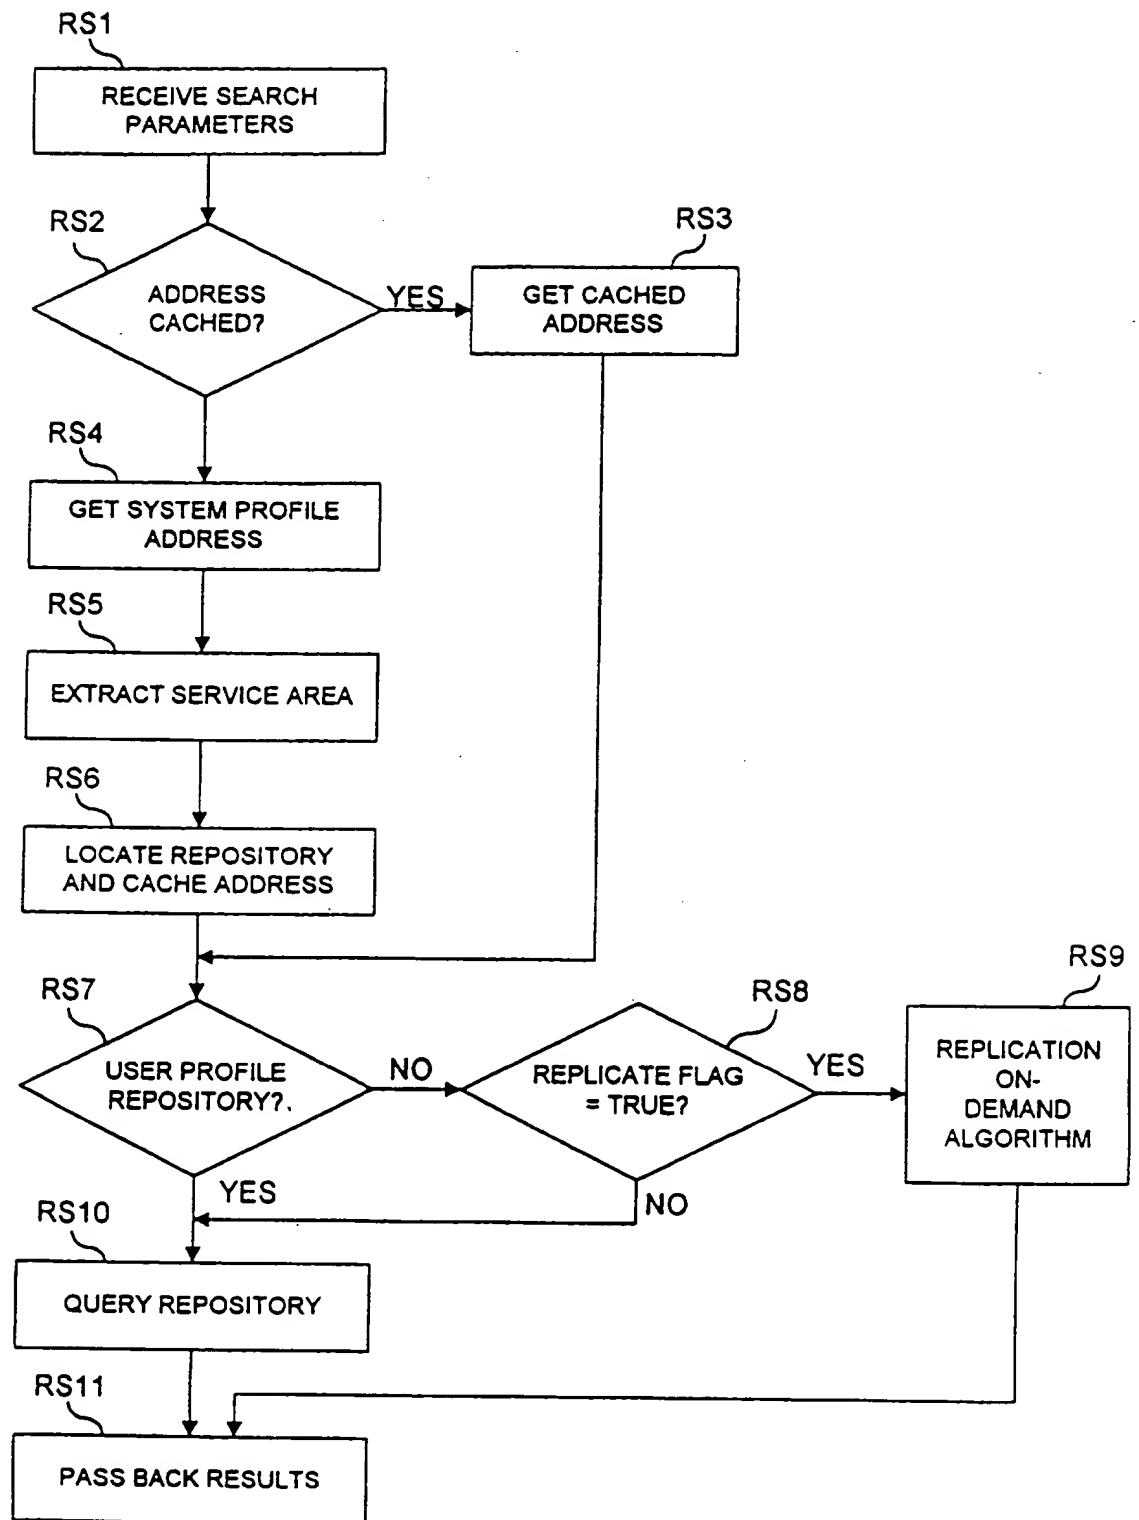 RS1
RECEIVE SEARCH
PARAMETERS
RS2
ADDRESS
CACHED?
YES
RS3
GET CACHED
ADDRESS
RS4
GET SYSTEM PROFILE
ADDRESS
RS5
EXTRACT SERVICE AREA
RS6
LOCATE REPOSITORY
AND CACHE ADDRESS
RS7
USER PROFILE
REPOSITORY?.
NO
RS8
REPLICATE FLAG
= TRUE?
YES
RS9
REPLICATION
ON-
DEMAND
ALGORITHM
YES
NO
RS10
QUERY REPOSITORY
RS11
PASS BACK RESULTS